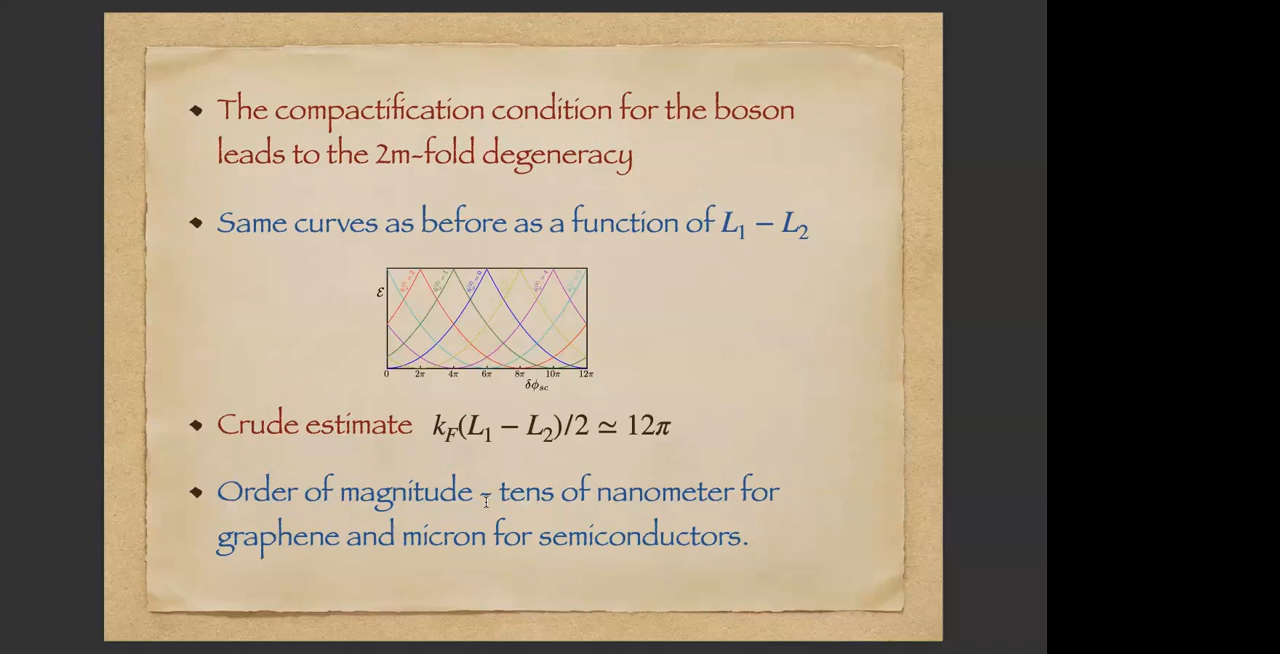 The compactification condition for the boson
leads to the 2m-fold degeneracy
Same curves as before as a function of L₁ − L₂
ε
0 2π 4π 6π 8π 10π 12π
δϕ_sc
Crude estimate k_F(L₁ − L₂)/2 ≃ 12π
Order of magnitude - tens of nanometer for
graphene and micron for semiconductors.